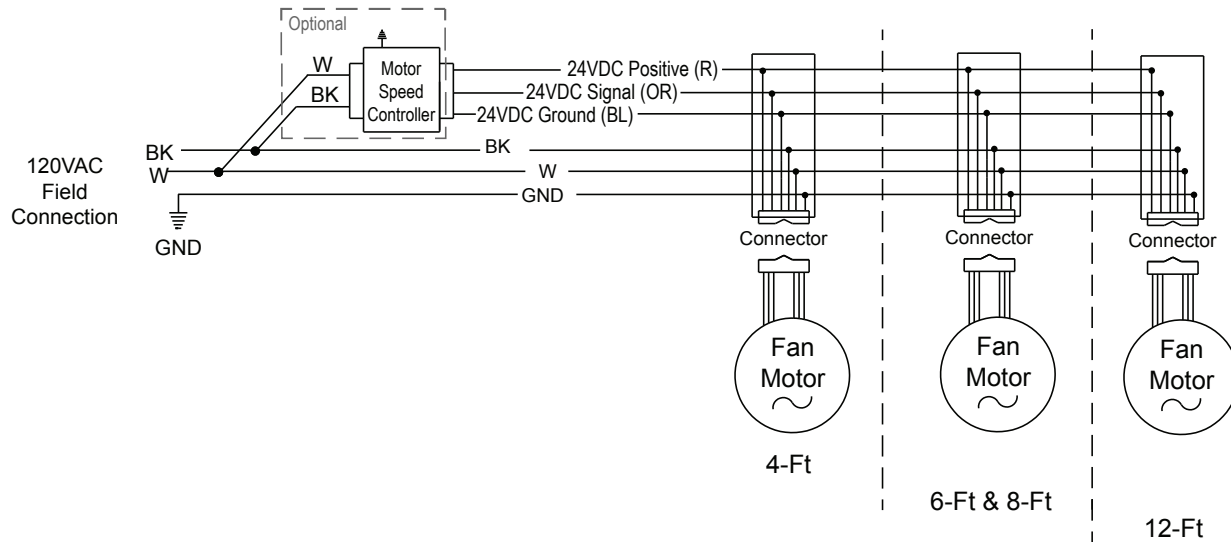 Optional
W
BK
Motor
Speed
Controller
24VDC Positive (R)
24VDC Signal (OR)
24VDC Ground (BL)
120VAC
Field
Connection
BK
W
GND
BK
W
GND
Connector
Connector
Connector
Fan
Motor
Fan
Motor
Fan
Motor
4-Ft
6-Ft & 8-Ft
12-Ft